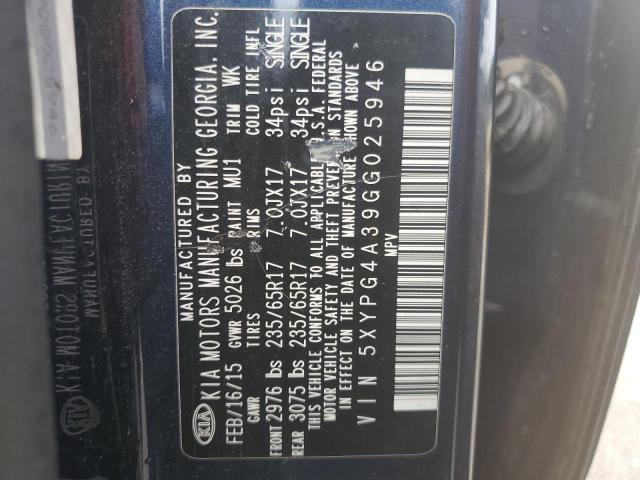 MANUFACTURED BY
KIA
KIA MOTORS MANUFACTURING GEORGIA, INC.
FEB/16/15 GVWR 5026 lbs PAINT MU1 TRIM WK
GAWR TIRES RIMS COLD TIRE INFL
FRONT 2976 lbs 235/65R17 7.0JX17 34psi SINGLE
REAR 3075 lbs 235/65R17 7.0JX17 34psi SINGLE
THIS VEHICLE CONFORMS TO ALL APPLICABLE U.S.A. FEDERAL
MOTOR VEHICLE SAFETY AND THEFT PREVENTION STANDARDS
IN EFFECT ON THE DATE OF MANUFACTURE SHOWN ABOVE
VIN 5XYPG4A39GG025946
MPV